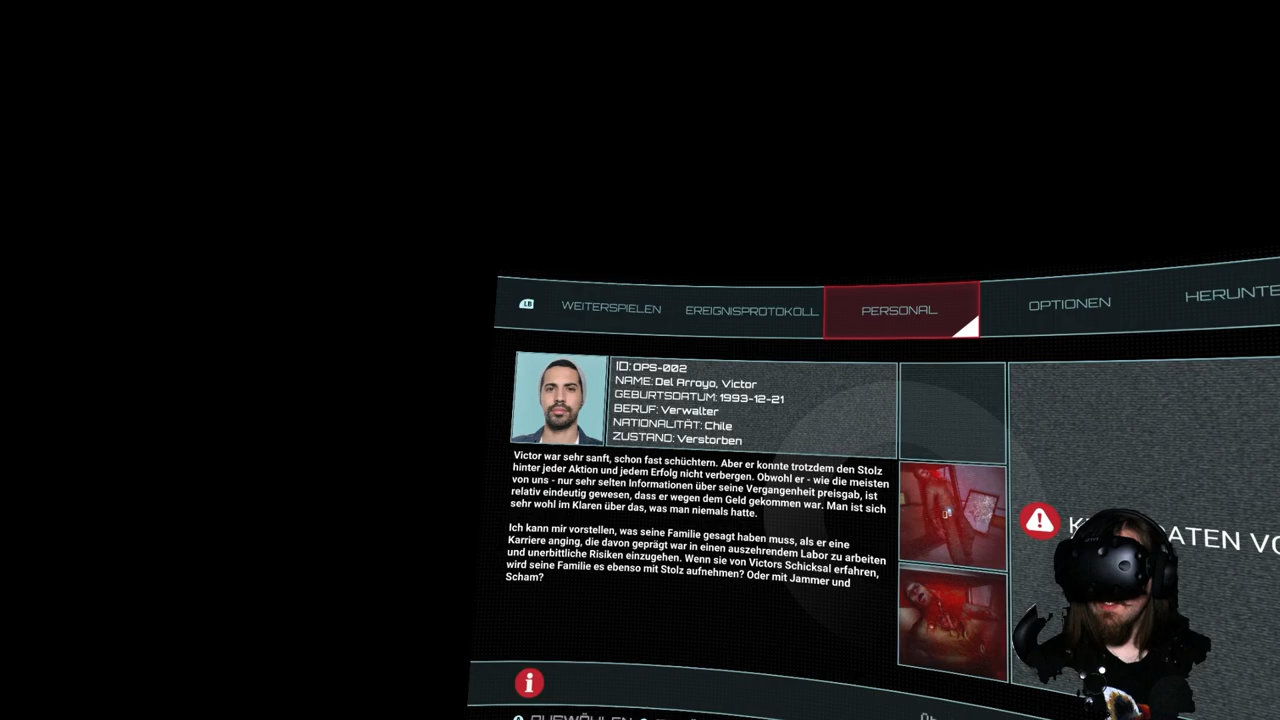 LB WEITERSPIELEN EREIGNISPROTOKOLL PERSONAL OPTIONEN
ID: OPS-002
NAME: Del Arroyo, Victor
GEBURTSDATUM: 1993-12-21
BERUF: Verwalter
NATIONALITÄT: Chile
ZUSTAND: Verstorben
Victor war sehr sanft, schon fast schüchtern. Aber er konnte trotzdem den Stolz
hinter jeder Aktion und jedem Erfolg nicht verbergen. Obwohl er - wie die meisten
von uns - nur sehr selten Informationen über seine Vergangenheit preisgab, ist
relativ eindeutig gewesen, dass er wegen dem Geld gekommen war. Man ist sich
sehr wohl im Klaren über das, was man niemals hatte.
Ich kann mir vorstellen, was seine Familie gesagt haben muss, als er eine
Karriere anging, die davon geprägt war in einen auszehrendem Labor zu arbeiten
und unerbittliche Risiken einzugehen. Wenn sie von Victors Schicksal erfahren,
wird seine Familie es ebenso mit Stolz aufnehmen? Oder mit Jammer und
Scham?